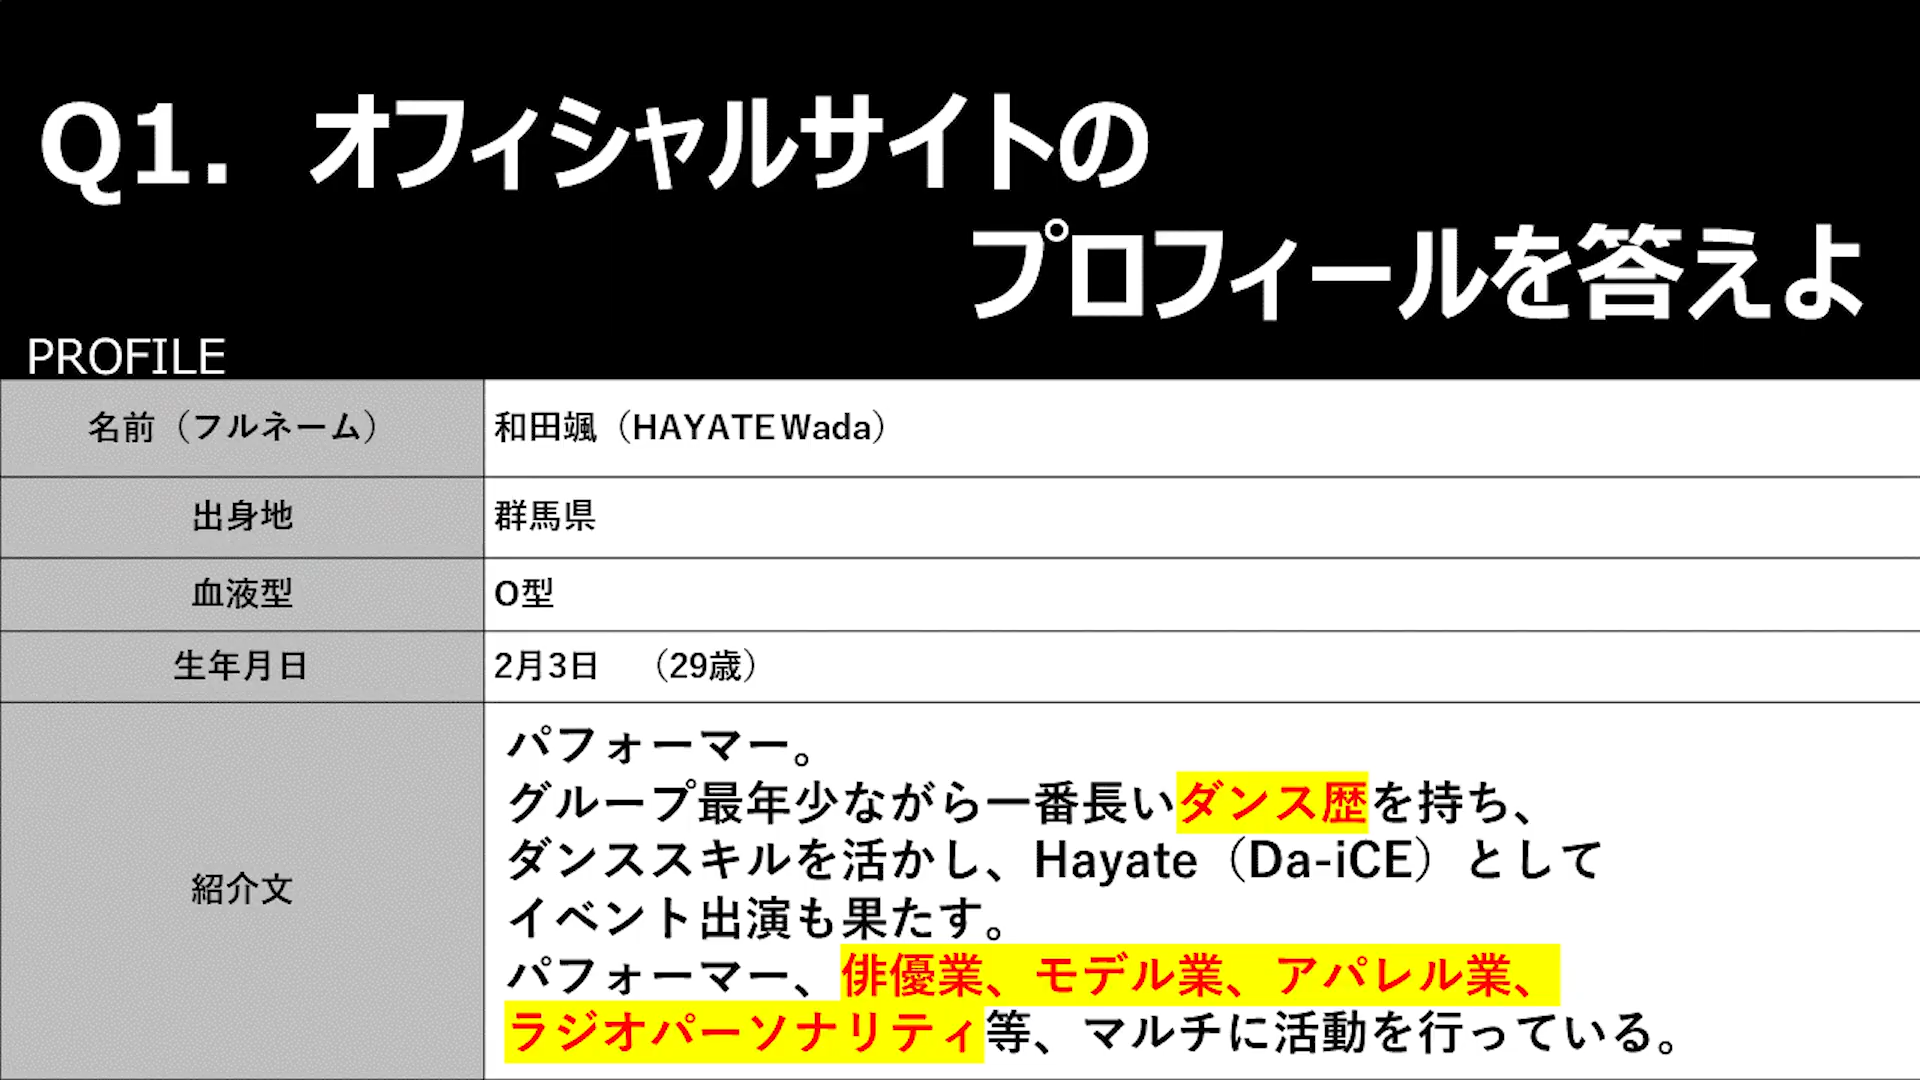 Q1. オフィシャルサイトの
プロフィールを答えよ
PROFILE
名前（フルネーム）
和田颯（HAYATE Wada）
出身地
群馬県
血液型
O型
生年月日
2月3日　（29歳）
紹介文
パフォーマー。
グループ最年少ながら一番長いダンス歴を持ち、
ダンススキルを活かし、Hayate（Da-iCE）として
イベント出演も果たす。
パフォーマー、俳優業、モデル業、アパレル業、
ラジオパーソナリティ等、マルチに活動を行っている。